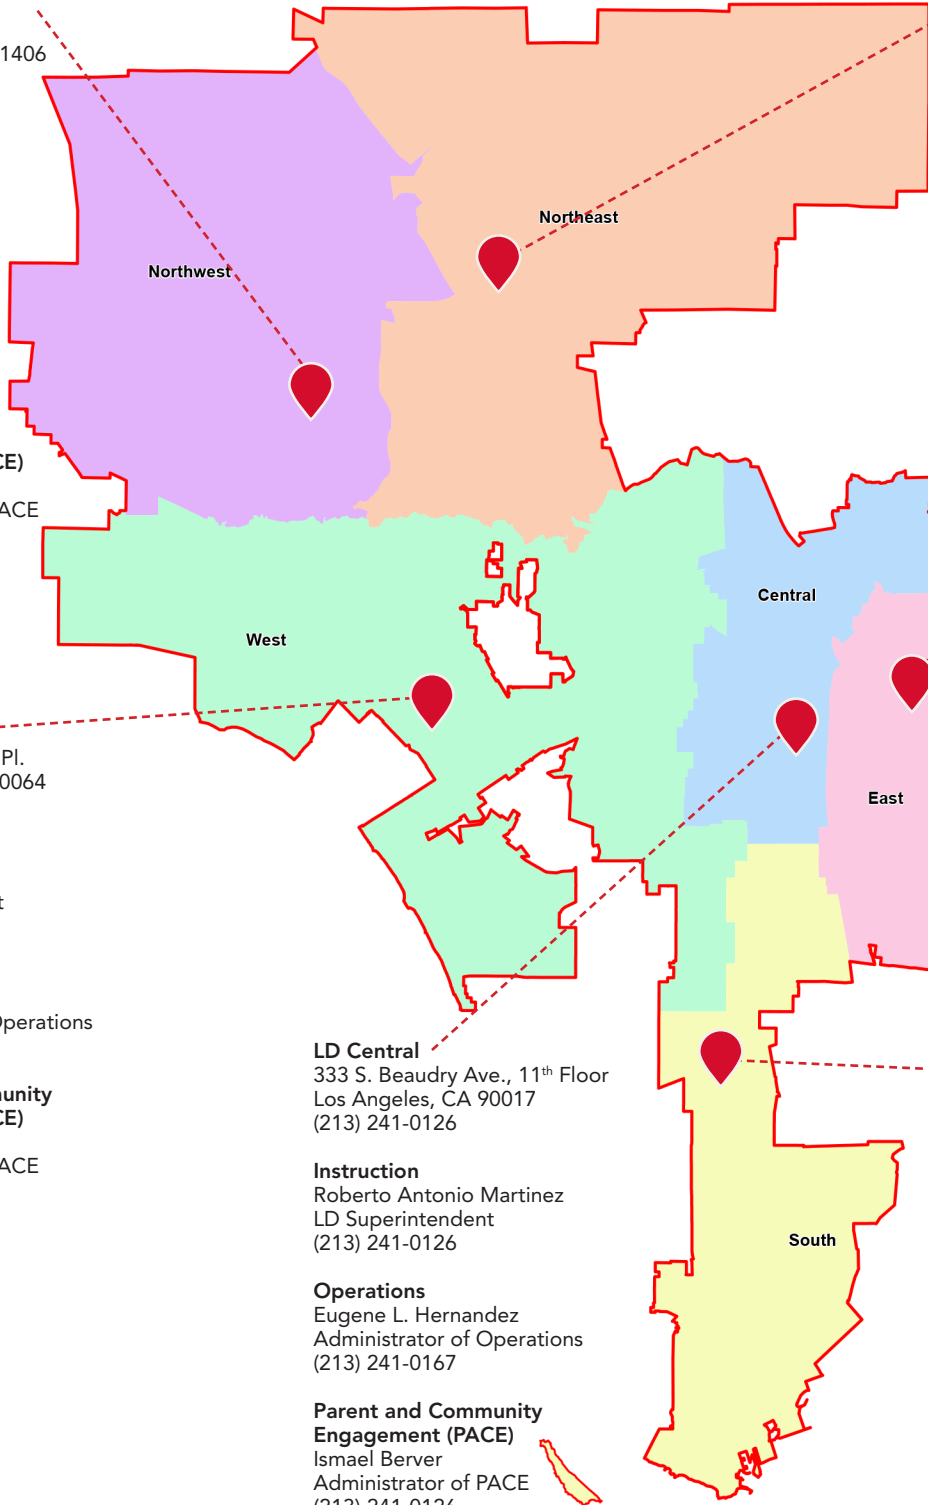 1406
Northeast
Northwest
CE)
ACE
Central
West
Pl.
0064
East
t
Operations
LD Central
333 S. Beaudry Ave., 11th Floor
Los Angeles, CA 90017
(213) 241-0126
unity
CE)
ACE
Instruction
Roberto Antonio Martinez
LD Superintendent
(213) 241-0126
South
Operations
Eugene L. Hernandez
Administrator of Operations
(213) 241-0167
Parent and Community
Engagement (PACE)
Ismael Berver
Administrator of PACE
(213) 241-0126